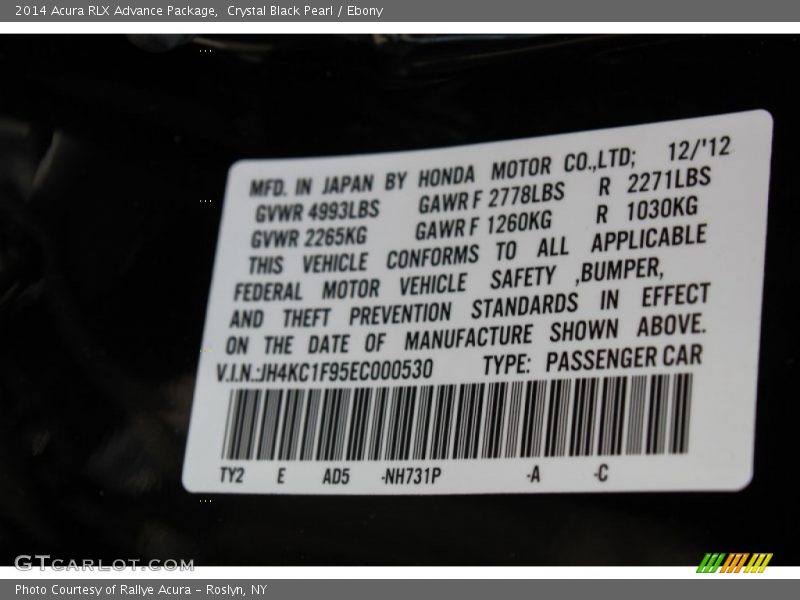 2014 Acura RLX Advance Package,  Crystal Black Pearl / Ebony
MFD. IN JAPAN BY HONDA MOTOR CO.,LTD; 12/'12
GVWR 4993LBS GAWR F 2778LBS R 2271LBS
GVWR 2265KG GAWR F 1260KG R 1030KG
THIS VEHICLE CONFORMS TO ALL APPLICABLE
FEDERAL MOTOR VEHICLE SAFETY ,BUMPER,
AND THEFT PREVENTION STANDARDS IN EFFECT
ON THE DATE OF MANUFACTURE SHOWN ABOVE.
V.I.N.:JH4KC1F95EC000530 TYPE: PASSENGER CAR
TY2 E AD5 -NH731P -A -C
GTCARLOT.COM
Photo Courtesy of Rallye Acura – Roslyn, NY